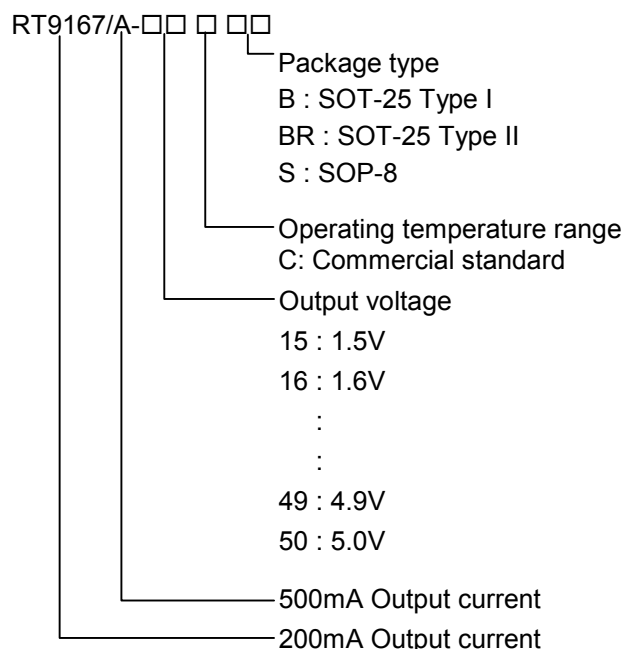 RT9167/A-□□ □ □□
Package type
B : SOT-25 Type I
BR : SOT-25 Type II
S : SOP-8
Operating temperature range
C: Commercial standard
Output voltage
15 : 1.5V
16 : 1.6V
:
:
49 : 4.9V
50 : 5.0V
500mA Output current
200mA Output current